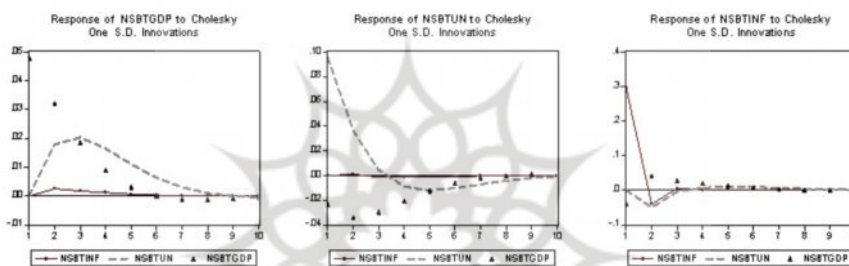 Response of NSBTGDP to Cholesky
One S.D. Innovations
.05
.04
.03
.02
.01
.00
-.01
1 2 3 4 5 6 7 8 9 10
NSBTINF NSBTUN NSBTGDP
Response of NSBTUN to Cholesky
One S.D. Innovations
.10
.08
.06
.04
.02
.00
-.02
-.04
1 2 3 4 5 6 7 8 9 10
NSBTINF NSBTUN NSBTGDP
Response of NSBTINF to Cholesky
One S.D. Innovations
.4
.3
.2
.1
.0
-.1
1 2 3 4 5 6 7 8 9
NSBTINF NSBTUN NSBTGDP